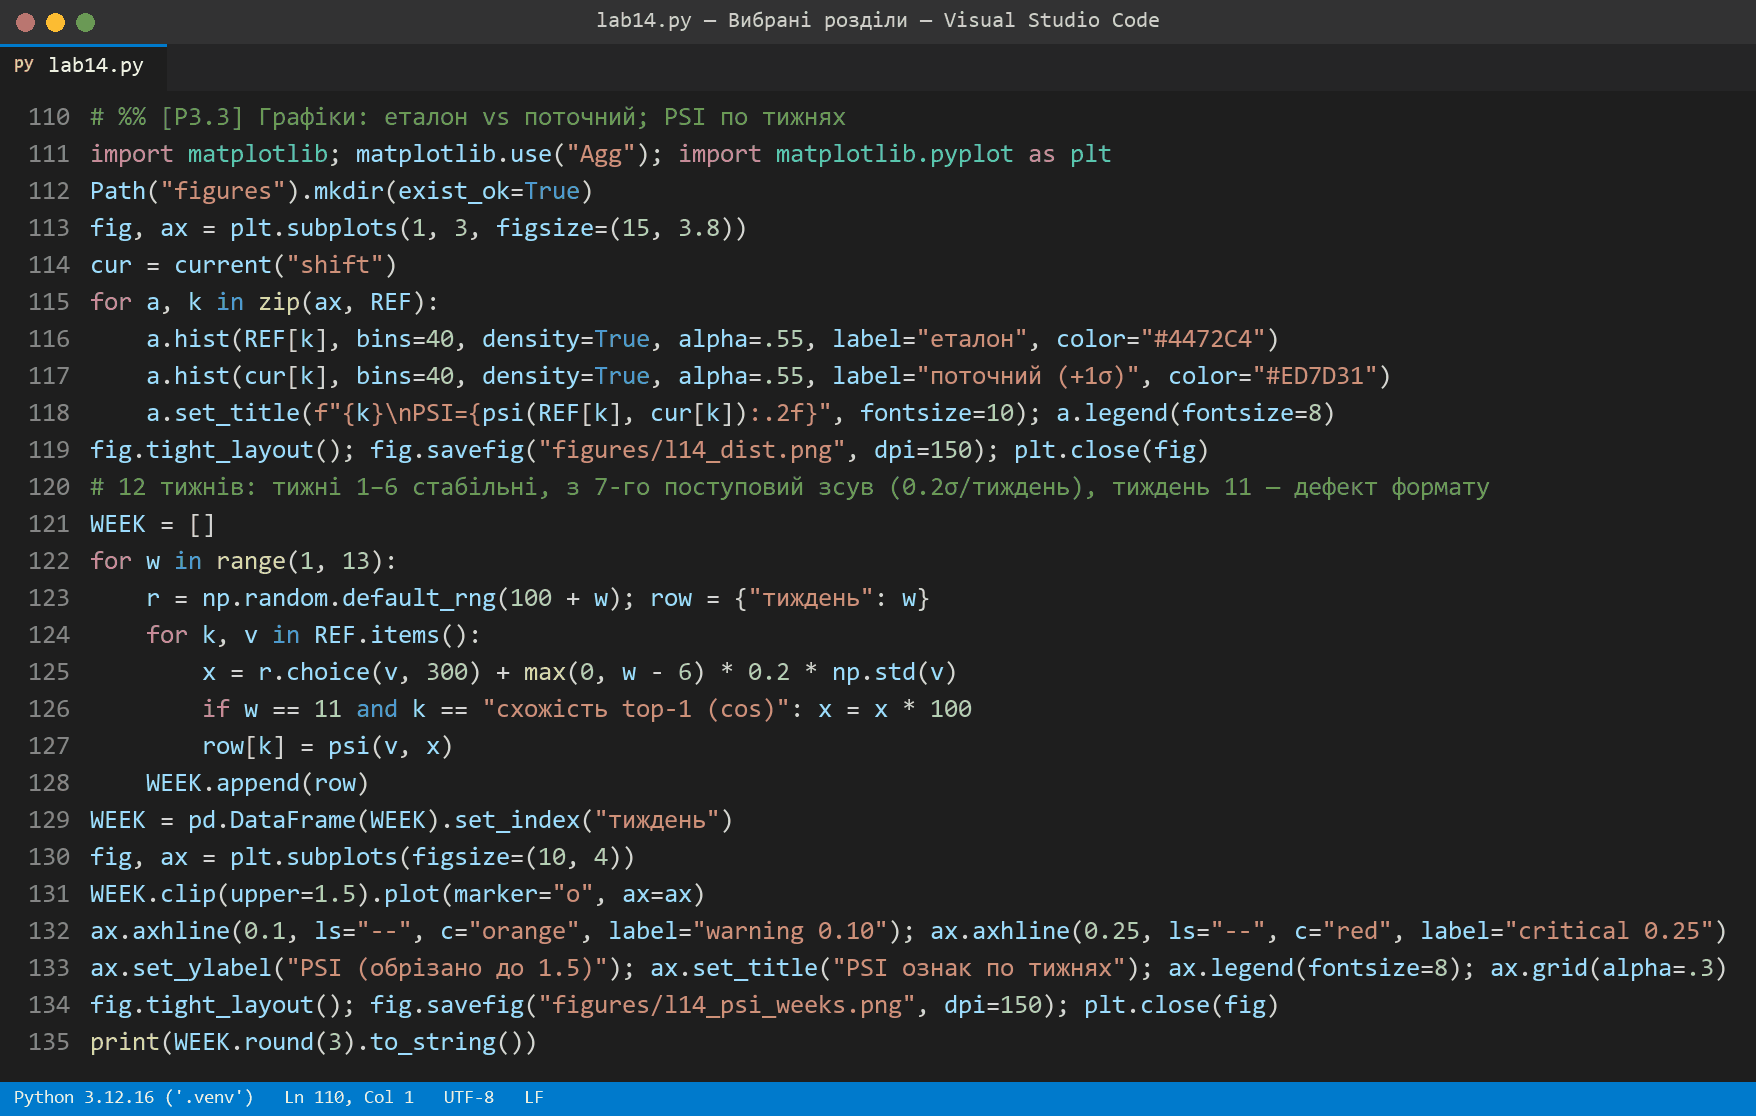 lab14.py — Вибрані розділи — Visual Studio Code
PY lab14.py
110 # %% [P3.3] Графіки: еталон vs поточний; PSI по тижнях
111 import matplotlib; matplotlib.use("Agg"); import matplotlib.pyplot as plt
112 Path("figures").mkdir(exist_ok=True)
113 fig, ax = plt.subplots(1, 3, figsize=(15, 3.8))
114 cur = current("shift")
115 for a, k in zip(ax, REF):
116     a.hist(REF[k], bins=40, density=True, alpha=.55, label="еталон", color="#4472C4")
117     a.hist(cur[k], bins=40, density=True, alpha=.55, label="поточний (+1σ)", color="#ED7D31")
118     a.set_title(f"{k}\nPSI={psi(REF[k], cur[k]):.2f}", fontsize=10); a.legend(fontsize=8)
119 fig.tight_layout(); fig.savefig("figures/l14_dist.png", dpi=150); plt.close(fig)
120 # 12 тижнів: тижні 1–6 стабільні, з 7-го поступовий зсув (0.2σ/тиждень), тиждень 11 — дефект формату
121 WEEK = []
122 for w in range(1, 13):
123     r = np.random.default_rng(100 + w); row = {"тиждень": w}
124     for k, v in REF.items():
125         x = r.choice(v, 300) + max(0, w - 6) * 0.2 * np.std(v)
126         if w == 11 and k == "схожість top-1 (cos)": x = x * 100
127         row[k] = psi(v, x)
128     WEEK.append(row)
129 WEEK = pd.DataFrame(WEEK).set_index("тиждень")
130 fig, ax = plt.subplots(figsize=(10, 4))
131 WEEK.clip(upper=1.5).plot(marker="o", ax=ax)
132 ax.axhline(0.1, ls="--", c="orange", label="warning 0.10"); ax.axhline(0.25, ls="--", c="red", label="critical 0.25")
133 ax.set_ylabel("PSI (обрізано до 1.5)"); ax.set_title("PSI ознак по тижнях"); ax.legend(fontsize=8); ax.grid(alpha=.3)
134 fig.tight_layout(); fig.savefig("figures/l14_psi_weeks.png", dpi=150); plt.close(fig)
135 print(WEEK.round(3).to_string())
Python 3.12.16 ('.venv') Ln 110, Col 1 UTF-8 LF